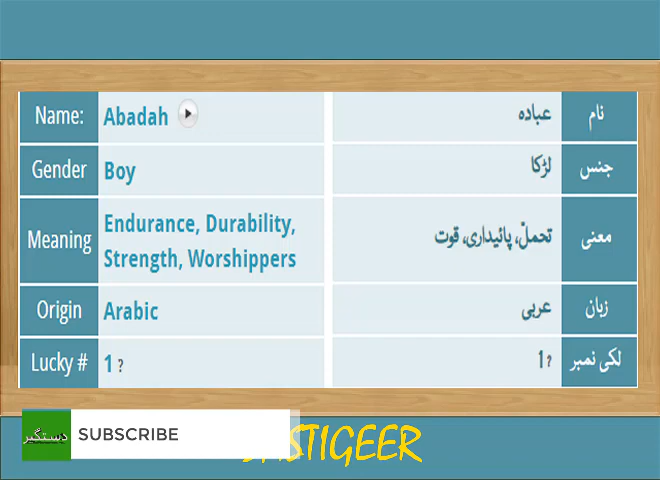 Name: Abadah عبادہ نام
Gender Boy لڑکا جنس
Meaning Endurance, Durability, Strength, Worshippers تحملّ، پائیداری، قوت معنی
Origin Arabic عربی زبان
Lucky # 1 ? 1? لکی نمبر
دستگیر SUBSCRIBE
STIGEER